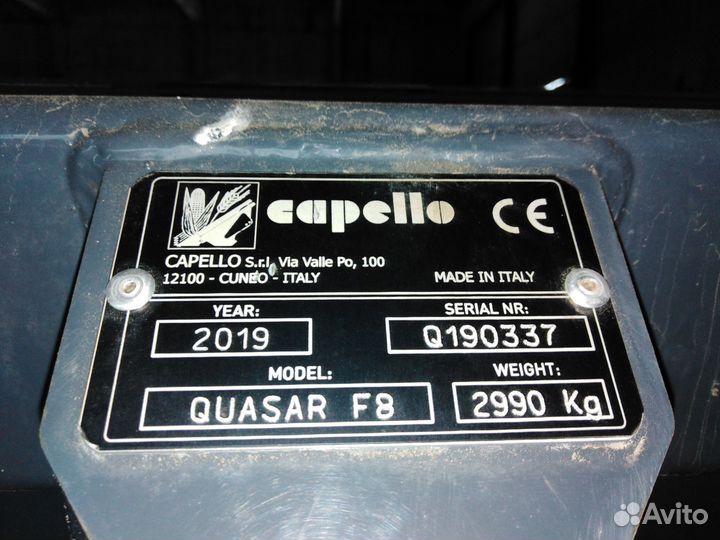 capello CE
CAPELLO S.r.l. Via Valle Po, 100
12100 - CUNEO - ITALY
MADE IN ITALY
YEAR:
2019
SERIAL NR:
Q190337
MODEL:
QUASAR F8
WEIGHT:
2990 Kg
Avito